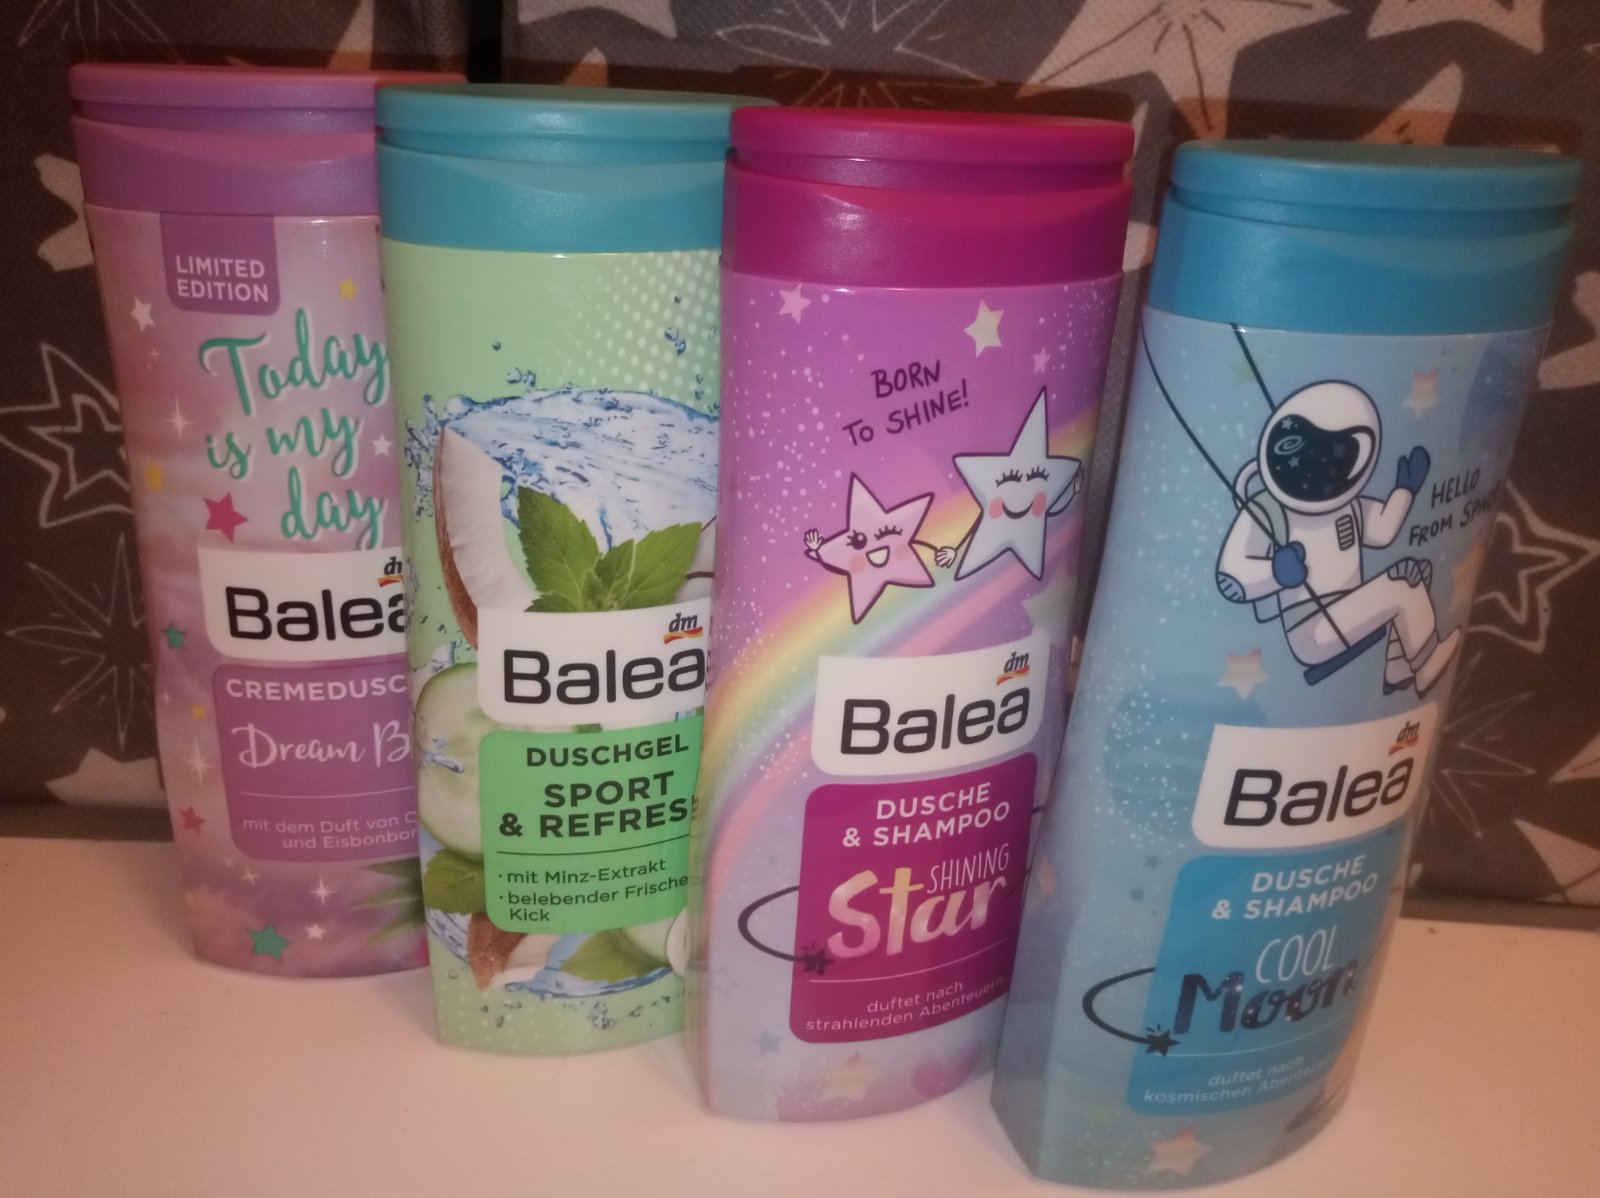 LIMITED
EDITION
Today
is my
day
Balea
CREMEDUSC
Dream B
mit dem Duft von
und Eisbonbon
dm
Balea
DUSCHGEL
SPORT
& REFRES
· mit Minz-Extrakt
· belebender Frische
Kick
BORN
TO SHINE!
dm
Balea
DUSCHE
& SHAMPOO
SHINING
Star
duftet nach
strahlenden Abenteuern
HELLO
FROM SPACE
dm
Balea
DUSCHE
& SHAMPOO
COOL
Moon
duftet nach
kosmischen Abenteu